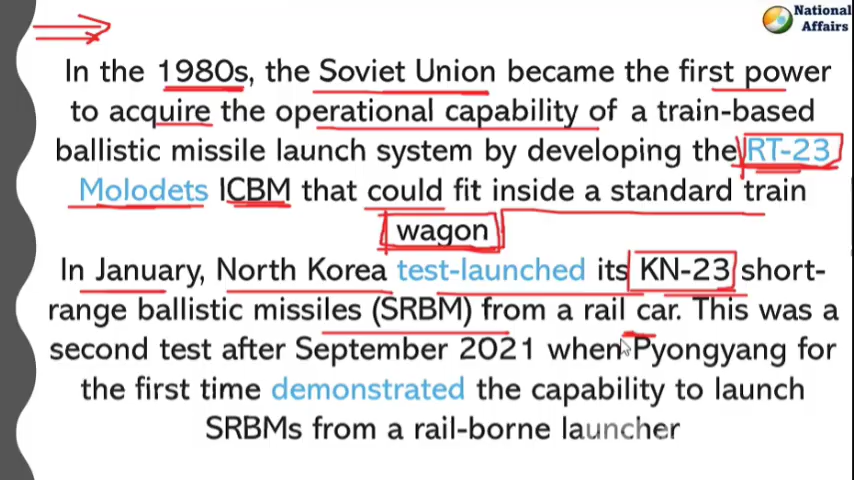 National
Affairs
In the 1980s, the Soviet Union became the first power
to acquire the operational capability of a train-based
ballistic missile launch system by developing the RT-23
Molodets ICBM that could fit inside a standard train
wagon
In January, North Korea test-launched its KN-23 short-
range ballistic missiles (SRBM) from a rail car. This was a
second test after September 2021 when Pyongyang for
the first time demonstrated the capability to launch
SRBMs from a rail-borne launcher